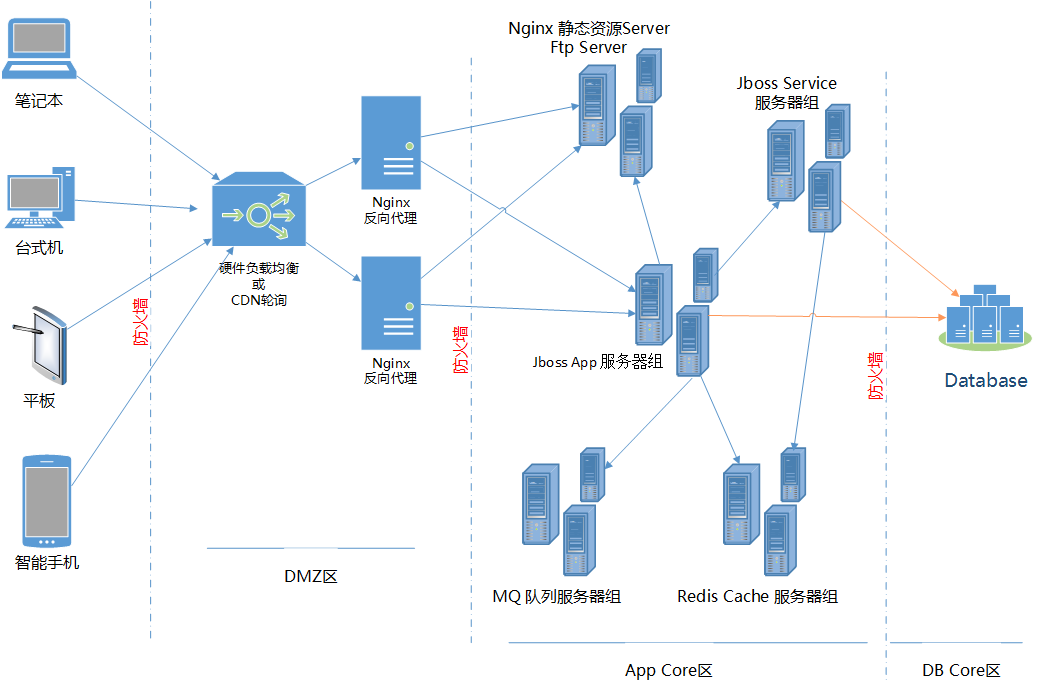 笔记本
台式机
平板
智能手机
防火墙
硬件负载均衡
或
CDN轮询
Nginx
反向代理
Nginx
反向代理
DMZ区
防火墙
Nginx 静态资源Server
Ftp Server
Jboss Service
服务器组
Jboss App 服务器组
MQ 队列服务器组
Redis Cache 服务器组
App Core区
防火墙
Database
DB Core区